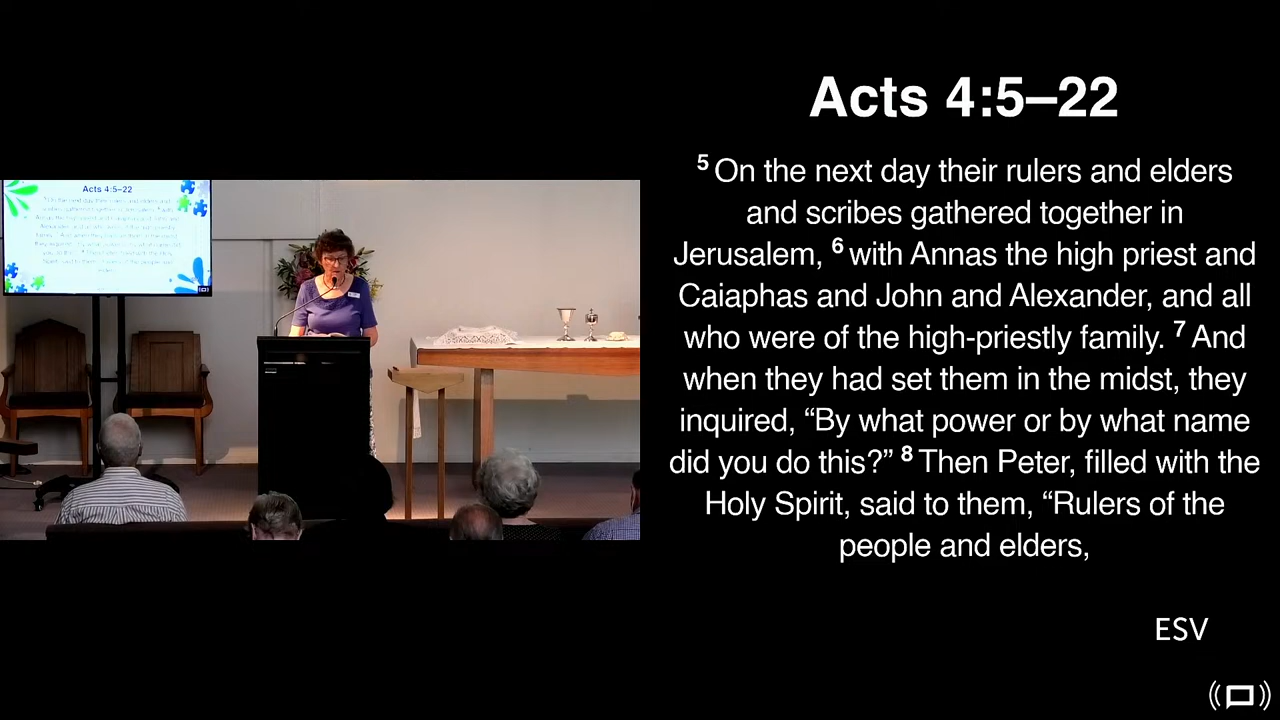 Acts 4:5–22
5 On the next day their rulers and elders
and scribes gathered together in
Jerusalem, 6 with Annas the high priest and
Caiaphas and John and Alexander, and all
who were of the high-priestly family. 7 And
when they had set them in the midst, they
inquired, “By what power or by what name
did you do this?” 8 Then Peter, filled with the
Holy Spirit, said to them, “Rulers of the
people and elders,
ESV
Acts 4:5–22